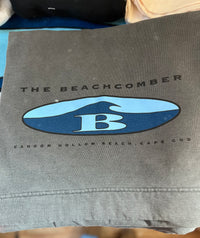 THE BEACHCOMBER
B
CAHOON HOLLOW BEACH, CAPE COD